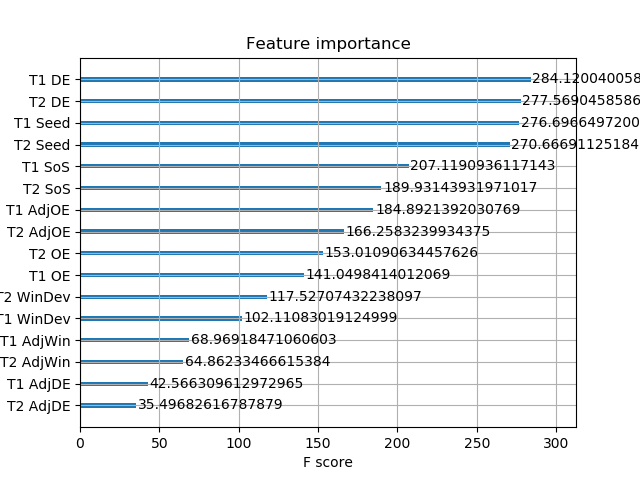 Feature importance
T1 DE 284.120040058
T2 DE 277.5690458586
T1 Seed 276.6966497200
T2 Seed 270.66691125184
T1 SoS 207.1190936117143
T2 SoS 189.93143931971017
T1 AdjOE 184.8921392030769
T2 AdjOE 166.2583239934375
T2 OE 153.01090634457626
T1 OE 141.0498414012069
T2 WinDev 117.52707432238097
T1 WinDev 102.11083019124999
T1 AdjWin 68.96918471060603
T2 AdjWin 64.86233466615384
T1 AdjDE 42.566309612972965
T2 AdjDE 35.49682616787879
0 50 100 150 200 250 300
F score